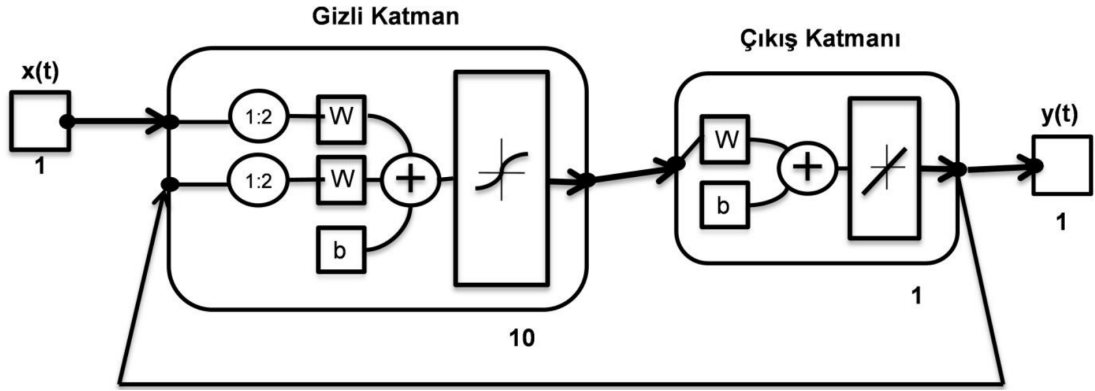 Gizli Katman
Çıkış Katmanı
x(t)
1
1:2
W
1:2
W
+
b
10
W
b
+
1
y(t)
1